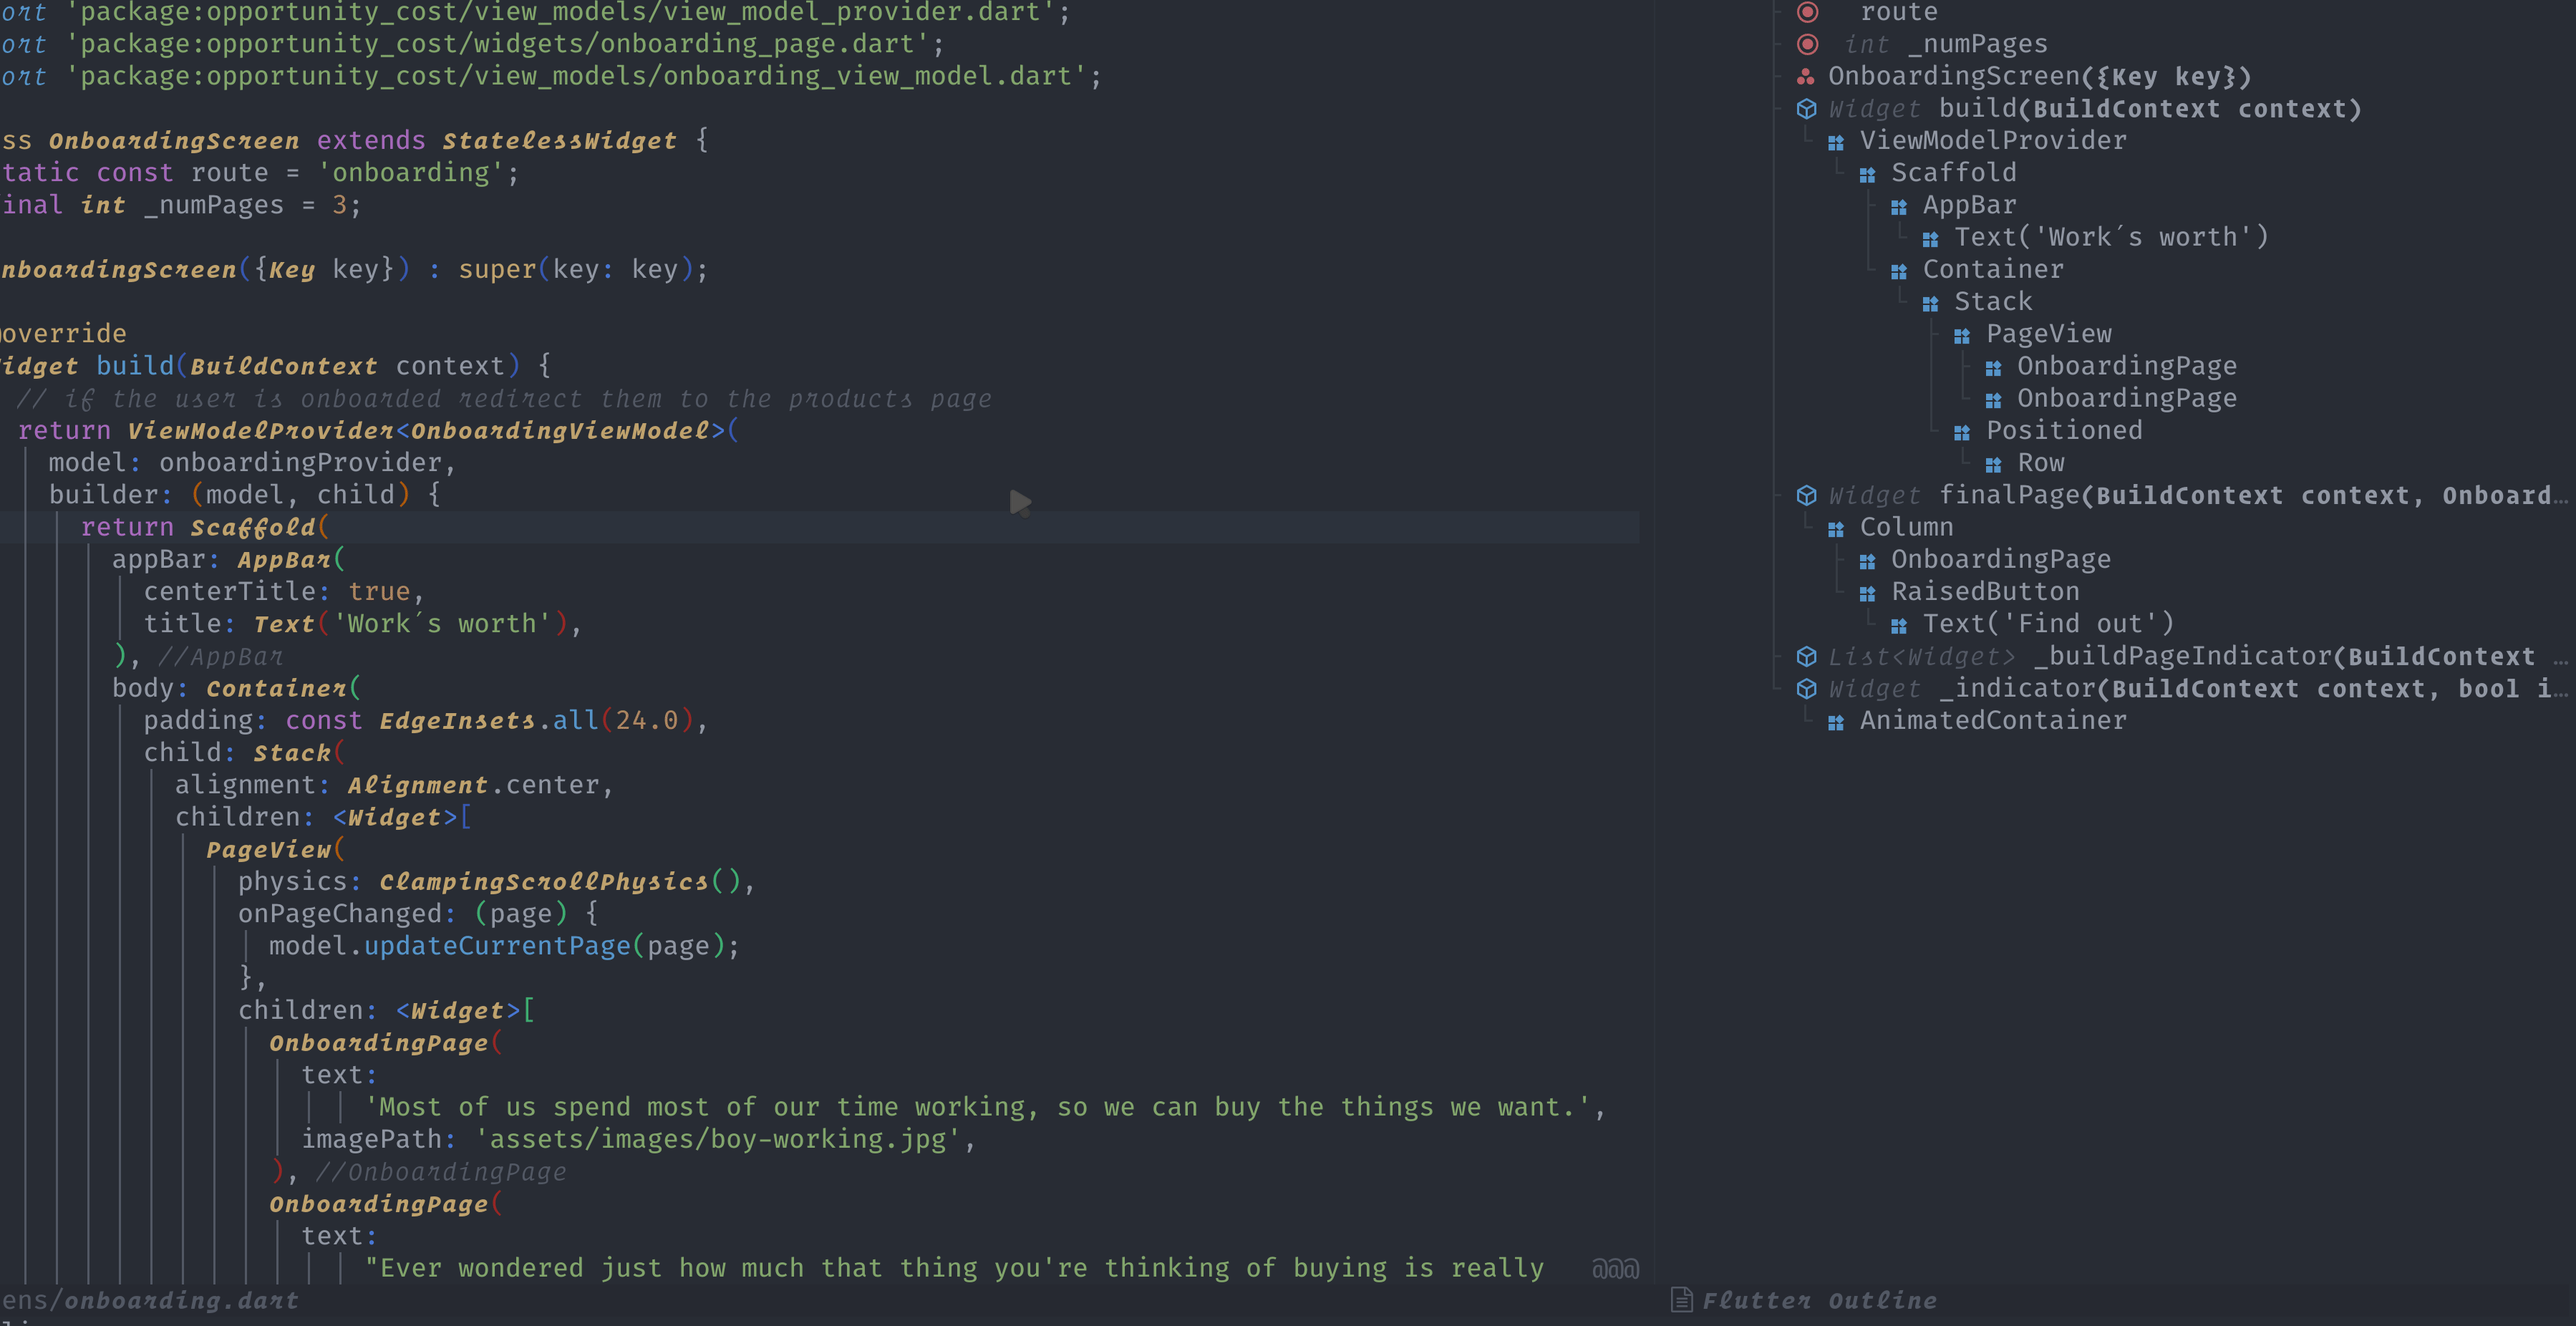 ort 'package:opportunity_cost/view_models/view_model_provider.dart';
ort 'package:opportunity_cost/widgets/onboarding_page.dart';
ort 'package:opportunity_cost/view_models/onboarding_view_model.dart';
ss OnboardingScreen extends StatelessWidget {
tatic const route = 'onboarding';
inal int _numPages = 3;
nboardingScreen({Key key}) : super(key: key);
override
idget build(BuildContext context) {
// if the user is onboarded redirect them to the products page
return ViewModelProvider<OnboardingViewModel>(
model: onboardingProvider,
builder: (model, child) {
return Scaffold(
appBar: AppBar(
centerTitle: true,
title: Text('Work´s worth'),
), //AppBar
body: Container(
padding: const EdgeInsets.all(24.0),
child: Stack(
alignment: Alignment.center,
children: <Widget>[
PageView(
physics: ClampingScrollPhysics(),
onPageChanged: (page) {
model.updateCurrentPage(page);
},
children: <Widget>[
OnboardingPage(
text:
'Most of us spend most of our time working, so we can buy the things we want.',
imagePath: 'assets/images/boy-working.jpg',
), //OnboardingPage
OnboardingPage(
text:
"Ever wondered just how much that thing you're thinking of buying is really @@@
ens/onboarding.dart
route
int _numPages
OnboardingScreen({Key key})
Widget build(BuildContext context)
ViewModelProvider
Scaffold
AppBar
Text('Work´s worth')
Container
Stack
PageView
OnboardingPage
OnboardingPage
Positioned
Row
Widget finalPage(BuildContext context, Onboard…
Column
OnboardingPage
RaisedButton
Text('Find out')
List<Widget> _buildPageIndicator(BuildContext …
Widget _indicator(BuildContext context, bool i…
AnimatedContainer
Flutter Outline